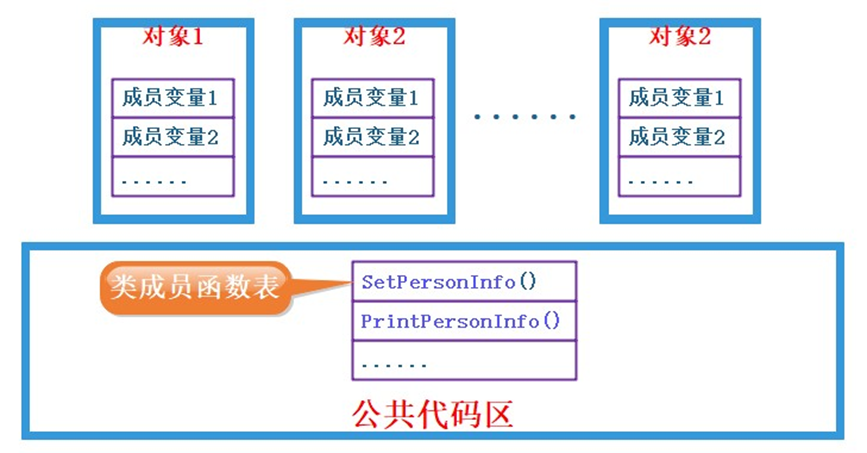 对象1 对象2 对象2
成员变量1 成员变量1 成员变量1
成员变量2 成员变量2 成员变量2
...... ...... ......
......
类成员函数表
SetPersonInfo()
PrintPersonInfo()
......
公共代码区